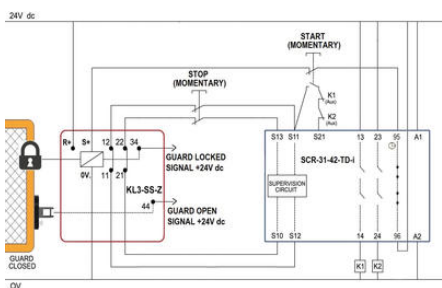 24V dc
START
(MOMENTARY)
STOP
(MOMENTARY)
K1
(Aux)
K2
(Aux)
R+ S+ 12 22 34
GUARD LOCKED
SIGNAL +24V dc
0V. 11 21
KL3-SS-Z
44
GUARD OPEN
SIGNAL +24V dc
GUARD
CLOSED
S13 S11 S21 13 23 95 A1
SCR-31-42-TD-i
SUPERVISION
CIRCUIT
S10 S12 14 24 96 A2
K1 K2
0V